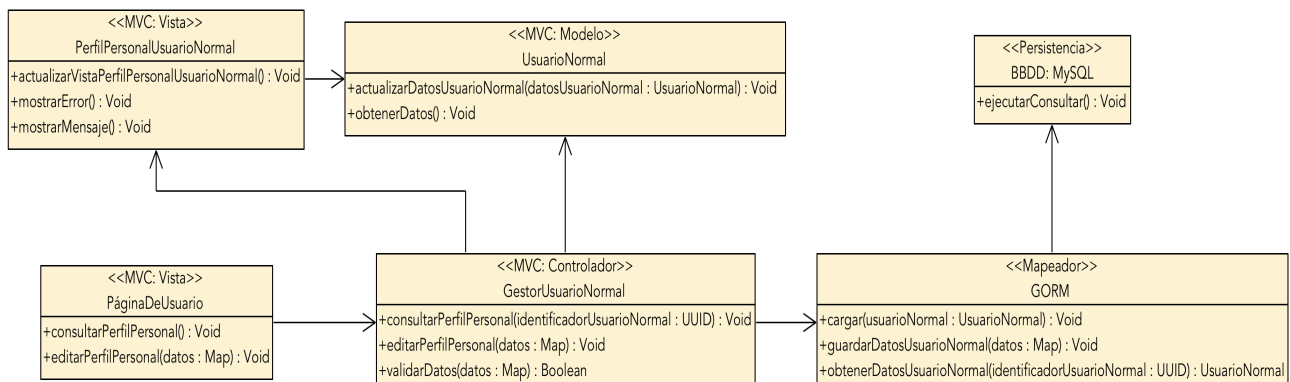 <<MVC: Vista>>
PerfilPersonalUsuarioNormal
+actualizarVistaPerfilPersonalUsuarioNormal() : Void
+mostrarError() : Void
+mostrarMensaje() : Void
<<MVC: Modelo>>
UsuarioNormal
+actualizarDatosUsuarioNormal(datosUsuarioNormal : UsuarioNormal) : Void
+obtenerDatos() : Void
<<Persistencia>>
BBDD: MySQL
+ejecutarConsultar() : Void
<<MVC: Vista>>
PáginaDeUsuario
+consultarPerfilPersonal() : Void
+editarPerfilPersonal(datos : Map) : Void
<<MVC: Controlador>>
GestorUsuarioNormal
+consultarPerfilPersonal(identificadorUsuarioNormal : UUID) : Void
+editarPerfilPersonal(datos : Map) : Void
+validarDatos(datos : Map) : Boolean
<<Mapeador>>
GORM
+cargar(usuarioNormal : UsuarioNormal) : Void
+guardarDatosUsuarioNormal(datos : Map) : Void
+obtenerDatosUsuarioNormal(identificadorUsuarioNormal : UUID) : UsuarioNormal